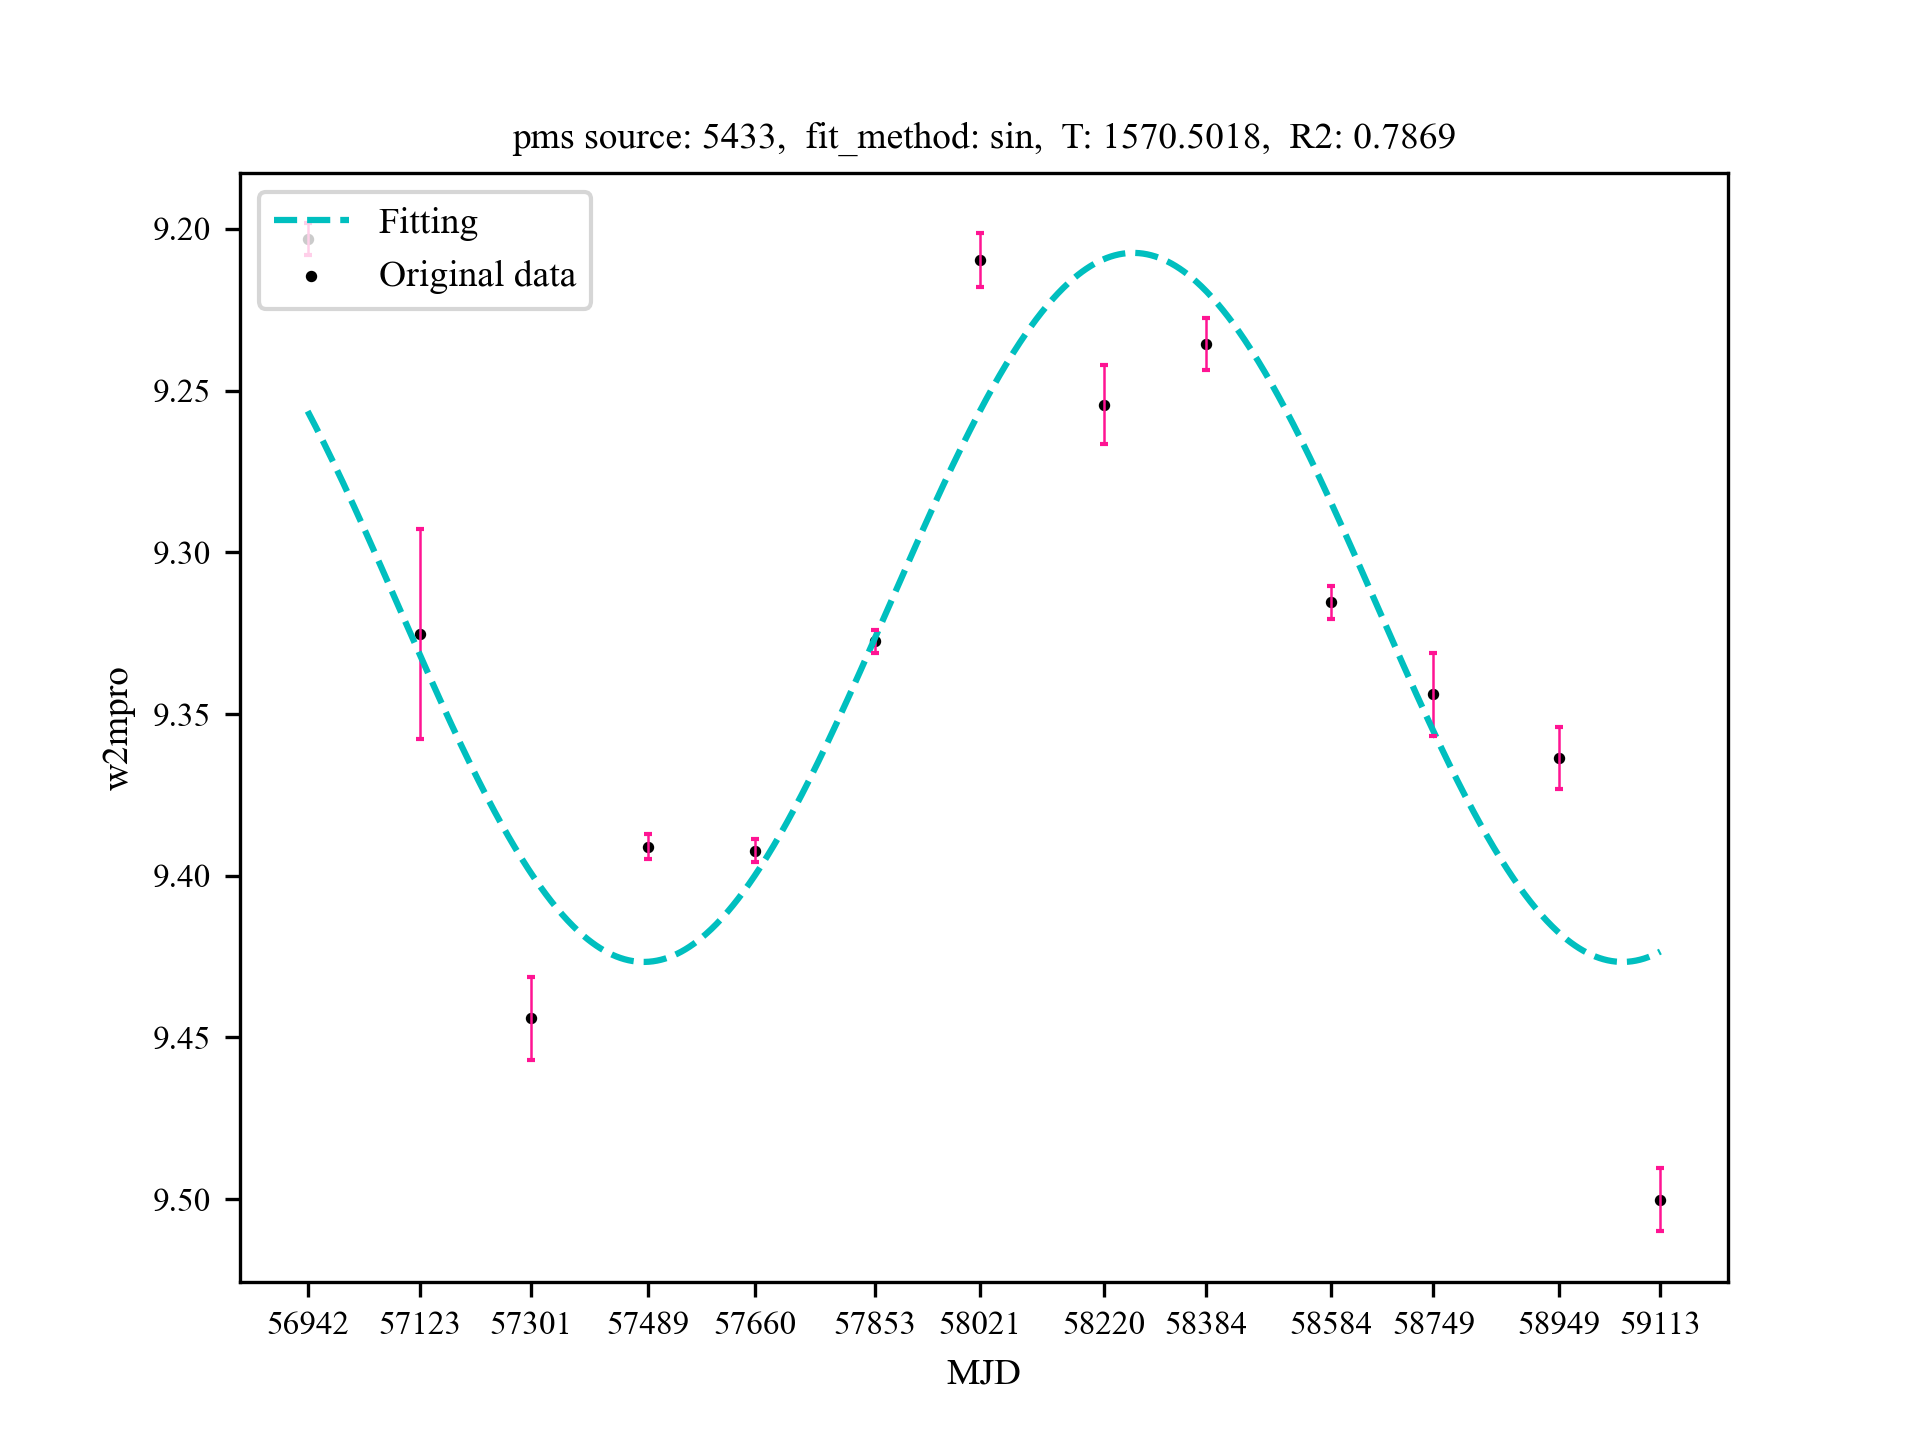 pms source: 5433, fit_method: sin, T: 1570.5018, R2: 0.7869
Fitting
Original data
9.20
9.25
9.30
9.35
9.40
9.45
9.50
w2mpro
56942 57123 57301 57489 57660 57853 58021 58220 58384 58584 58749 58949 59113
MJD